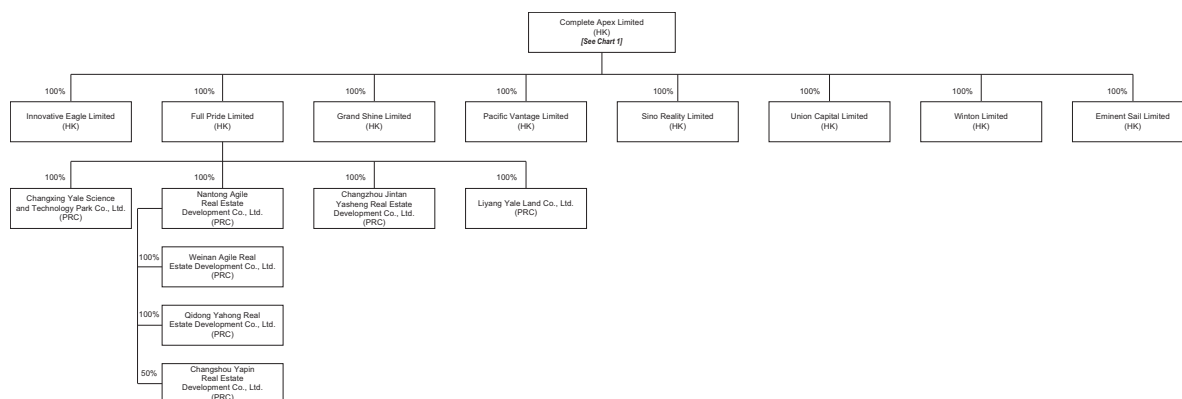 Complete Apex Limited
(HK)
[See Chart 1]
100%
100%
100%
100%
100%
100%
100%
100%
Innovative Eagle Limited
(HK)
Full Pride Limited
(HK)
Grand Shine Limited
(HK)
Pacific Vantage Limited
(HK)
Sino Reality Limited
(HK)
Union Capital Limited
(HK)
Winton Limited
(HK)
Eminent Sail Limited
(HK)
100%
100%
100%
100%
Changxing Yale Science
and Technology Park Co., Ltd.
(PRC)
Nantong Agile
Real Estate
Development Co., Ltd.
(PRC)
Changzhou Jintan
Yasheng Real Estate
Development Co., Ltd.
(PRC)
Liyang Yale Land Co., Ltd.
(PRC)
100%
Weinan Agile Real
Estate Development Co., Ltd.
(PRC)
100%
Qidong Yahong Real
Estate Development Co., Ltd.
(PRC)
50%
Changshou Yapin
Real Estate
Development Co., Ltd.
(PRC)